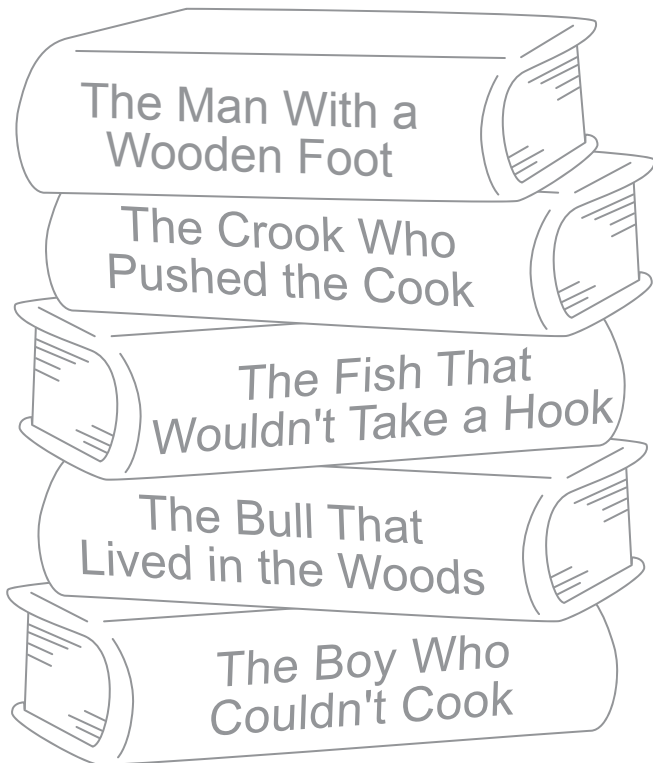 The Man With a
Wooden Foot
The Crook Who
Pushed the Cook
The Fish That
Wouldn't Take a Hook
The Bull That
Lived in the Woods
The Boy Who
Couldn't Cook